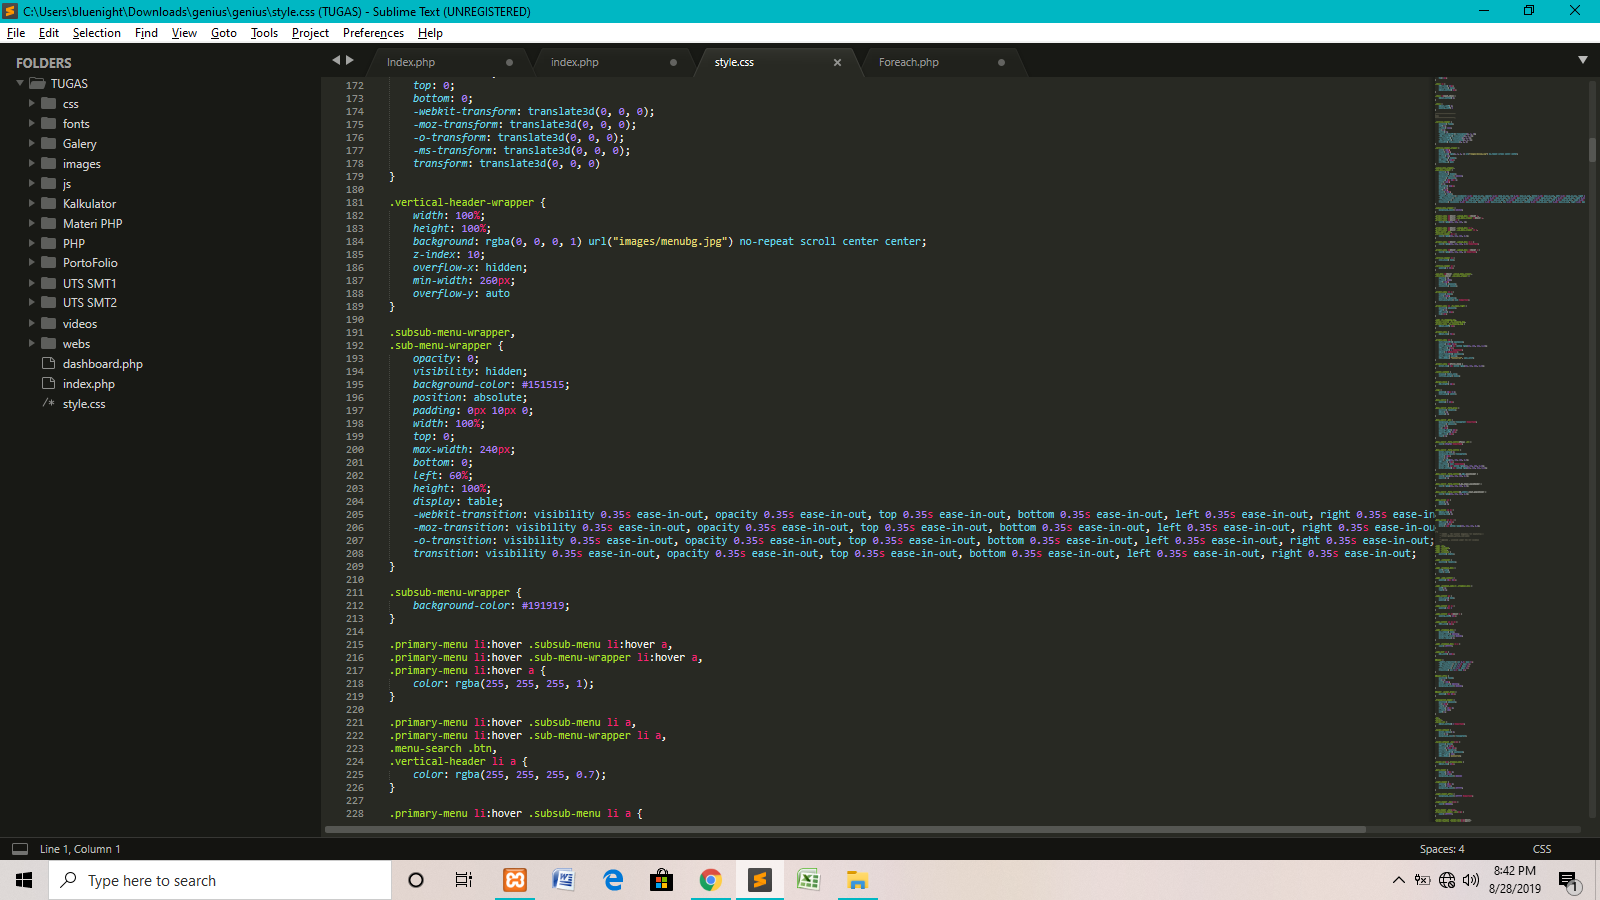 C:\Users\bluenight\Downloads\genius\genius\style.css (TUGAS) - Sublime Text (UNREGISTERED)
File Edit Selection Find View Goto Tools Project Preferences Help
FOLDERS
TUGAS
css
fonts
Galery
images
js
Kalkulator
Materi PHP
PHP
PortoFolio
UTS SMT1
UTS SMT2
videos
webs
dashboard.php
index.php
/* style.css
Index.php index.php style.css Foreach.php
172 top: 0;
173 bottom: 0;
174 -webkit-transform: translate3d(0, 0, 0);
175 -moz-transform: translate3d(0, 0, 0);
176 -o-transform: translate3d(0, 0, 0);
177 -ms-transform: translate3d(0, 0, 0);
178 transform: translate3d(0, 0, 0)
179 }
180
181 .vertical-header-wrapper {
182 width: 100%;
183 height: 100%;
184 background: rgba(0, 0, 0, 1) url("images/menubg.jpg") no-repeat scroll center center;
185 z-index: 10;
186 overflow-x: hidden;
187 min-width: 260px;
188 overflow-y: auto
189 }
190
191 .subsub-menu-wrapper,
192 .sub-menu-wrapper {
193 opacity: 0;
194 visibility: hidden;
195 background-color: #151515;
196 position: absolute;
197 padding: 0px 10px 0;
198 width: 100%;
199 top: 0;
200 max-width: 240px;
201 bottom: 0;
202 left: 60%;
203 height: 100%;
204 display: table;
205 -webkit-transition: visibility 0.35s ease-in-out, opacity 0.35s ease-in-out, top 0.35s ease-in-out, bottom 0.35s ease-in-out, left 0.35s ease-in-out, right 0.35s ease-in
206 -moz-transition: visibility 0.35s ease-in-out, opacity 0.35s ease-in-out, top 0.35s ease-in-out, bottom 0.35s ease-in-out, left 0.35s ease-in-out, right 0.35s ease-in-ou
207 -o-transition: visibility 0.35s ease-in-out, opacity 0.35s ease-in-out, top 0.35s ease-in-out, bottom 0.35s ease-in-out, left 0.35s ease-in-out, right 0.35s ease-in-out;
208 transition: visibility 0.35s ease-in-out, opacity 0.35s ease-in-out, top 0.35s ease-in-out, bottom 0.35s ease-in-out, left 0.35s ease-in-out, right 0.35s ease-in-out;
209 }
210
211 .subsub-menu-wrapper {
212 background-color: #191919;
213 }
214
215 .primary-menu li:hover .subsub-menu li:hover a,
216 .primary-menu li:hover .sub-menu-wrapper li:hover a,
217 .primary-menu li:hover a {
218 color: rgba(255, 255, 255, 1);
219 }
220
221 .primary-menu li:hover .subsub-menu li a,
222 .primary-menu li:hover .sub-menu-wrapper li a,
223 .menu-search .btn,
224 .vertical-header li a {
225 color: rgba(255, 255, 255, 0.7);
226 }
227
228 .primary-menu li:hover .subsub-menu li a {
Line 1, Column 1 Spaces: 4 CSS
Type here to search
8:42 PM
8/28/2019
1